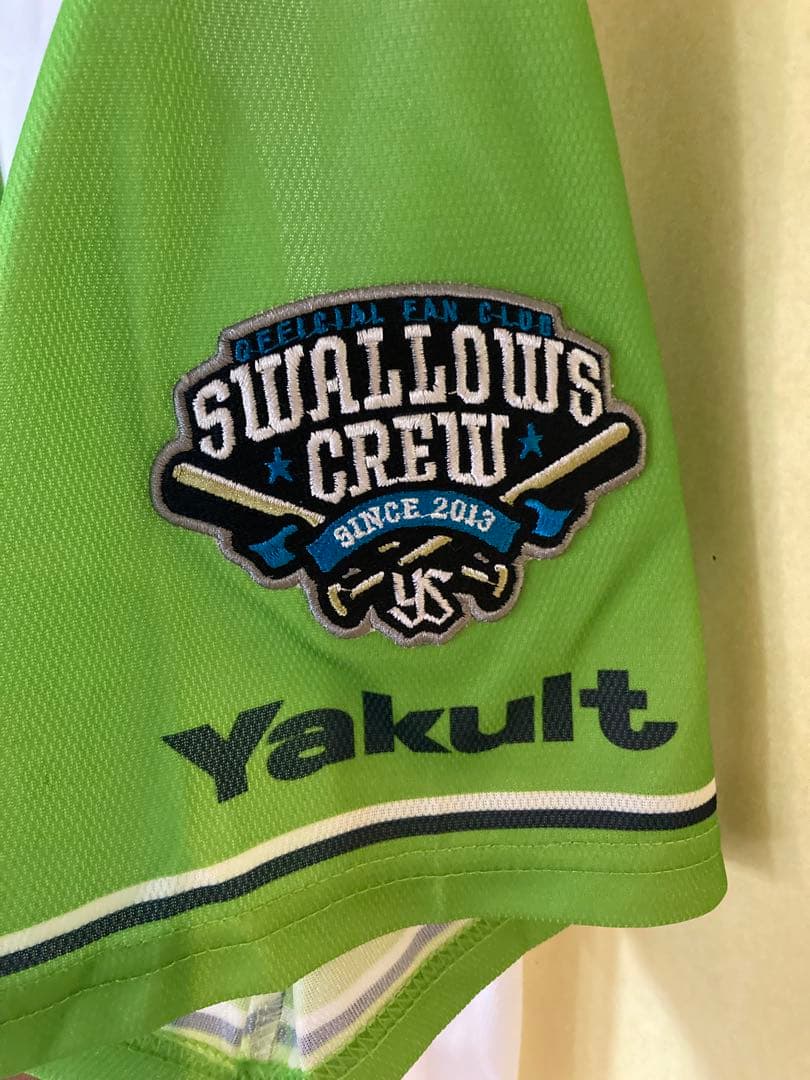 OFFICIAL FAN CLUB
SWALLOWS
CREW
SINCE 2013
YS
Yakult